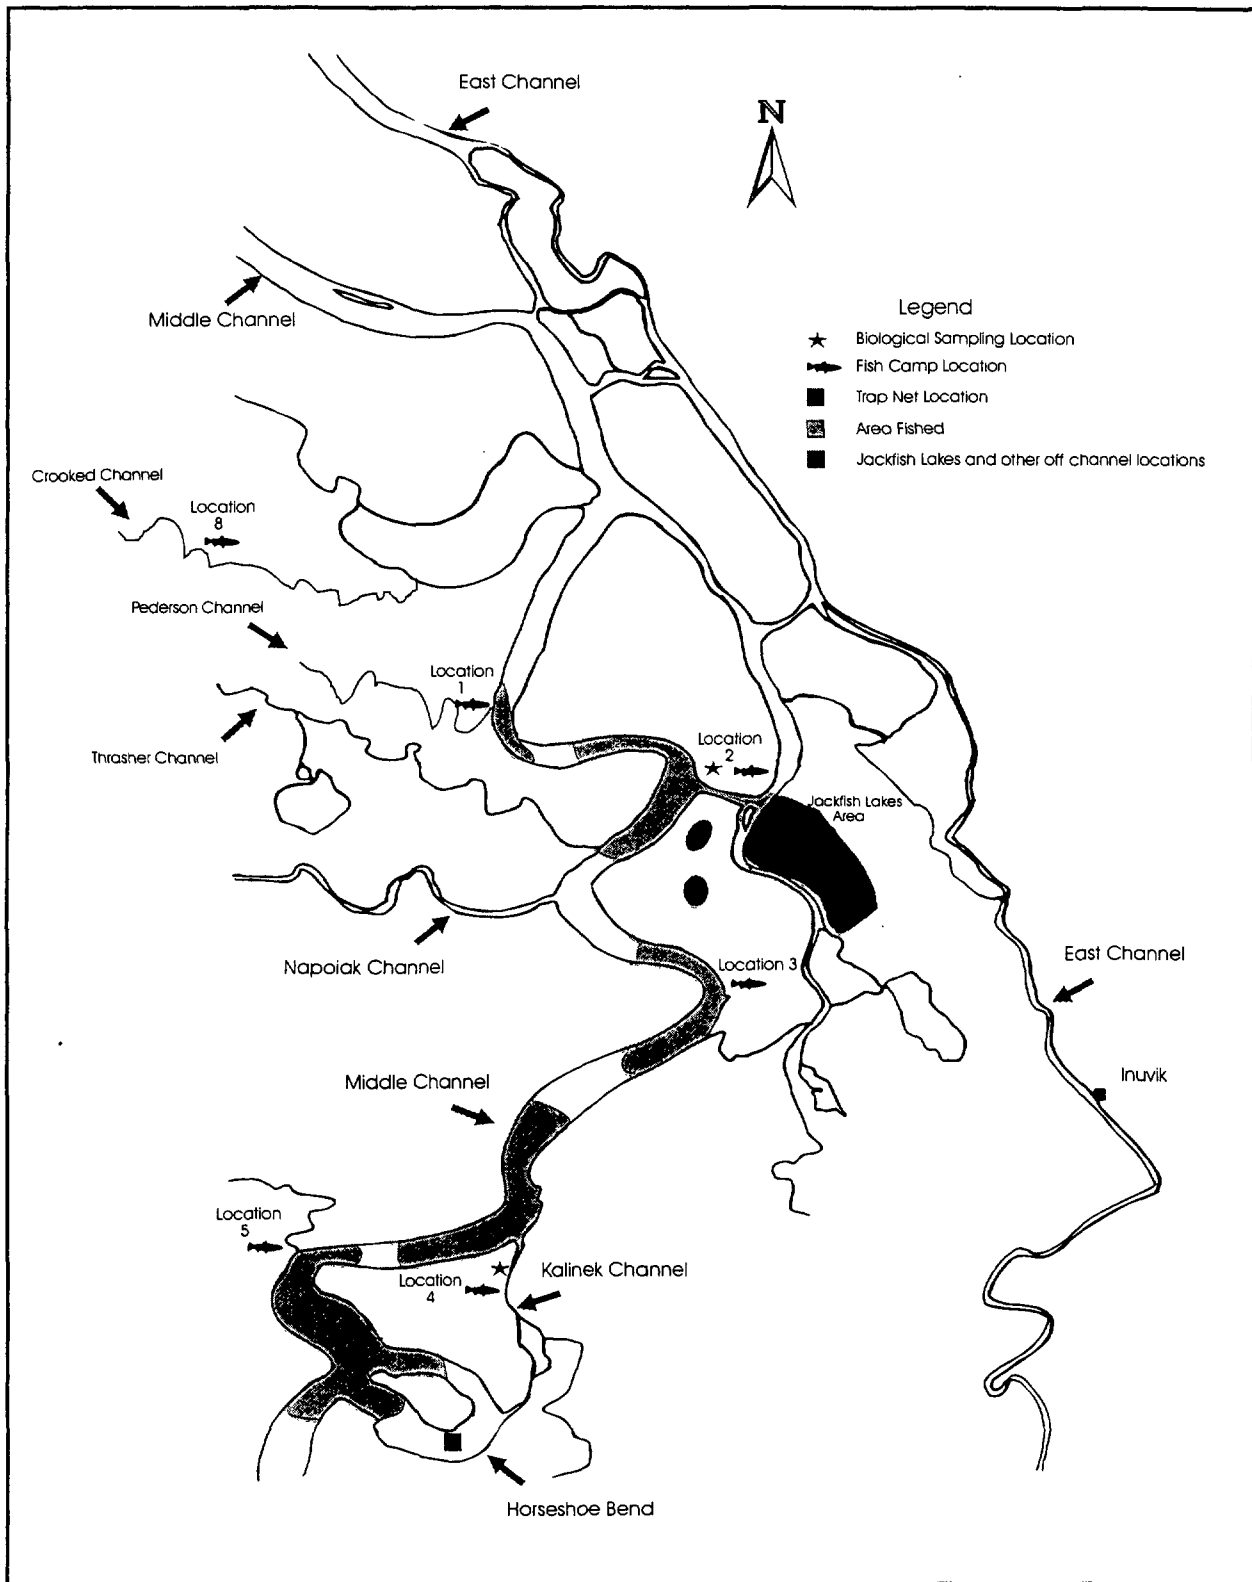 East Channel
N
Middle Channel
Legend
Biological Sampling Location
Fish Camp Location
Trap Net Location
Area Fished
Jackfish Lakes and other off channel locations
Crooked Channel
Location
8
Pederson Channel
Location
1
Thrasher Channel
Location
2
Jackfish Lakes
Area
Napoiak Channel
Location 3
East Channel
Middle Channel
Inuvik
Location
5
Location
4
Kalinek Channel
Horseshoe Bend